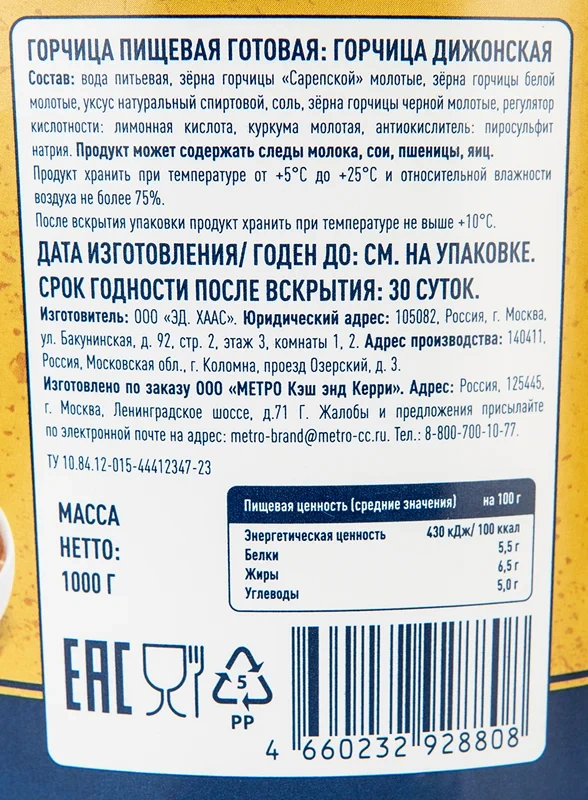 ГОРЧИЦА ПИЩЕВАЯ ГОТОВАЯ: ГОРЧИЦА ДИЖОНСКАЯ
Состав: вода питьевая, зёрна горчицы «Сарепской» молотые, зёрна горчицы белой
молотые, уксус натуральный спиртовой, соль, зёрна горчицы черной молотые, регулятор
кислотности: лимонная кислота, куркума молотая, антиокислитель: пиросульфит
натрия. Продукт может содержать следы молока, сои, пшеницы, яиц.
Продукт хранить при температуре от +5°С до +25°С и относительной влажности
воздуха не более 75%.
После вскрытия упаковки продукт хранить при температуре не выше +10°С.
ДАТА ИЗГОТОВЛЕНИЯ/ ГОДЕН ДО: СМ. НА УПАКОВКЕ.
СРОК ГОДНОСТИ ПОСЛЕ ВСКРЫТИЯ: 30 СУТОК.
Изготовитель: ООО «ЭД. ХААС». Юридический адрес: 105082, Россия, г. Москва,
ул. Бакунинская, д. 92, стр. 2, этаж 3, комнаты 1, 2. Адрес производства: 140411,
Россия, Московская обл., г. Коломна, проезд Озерский, д. 3.
Изготовлено по заказу ООО «МЕТРО Кэш энд Керри». Адрес: Россия, 125445,
г. Москва, Ленинградское шоссе, д.71 Г. Жалобы и предложения присылайте
по электронной почте на адрес: metro-brand@metro-cc.ru. Тел.: 8-800-700-10-77.
ТУ 10.84.12-015-44412347-23
МАССА
НЕТТО:
1000 Г
Пищевая ценность (средние значения) на 100 г
Энергетическая ценность 430 кДж/ 100 ккал
Белки 5,5 г
Жиры 6,5 г
Углеводы 5,0 г
ЕАС
5
PP
4 660232 928808